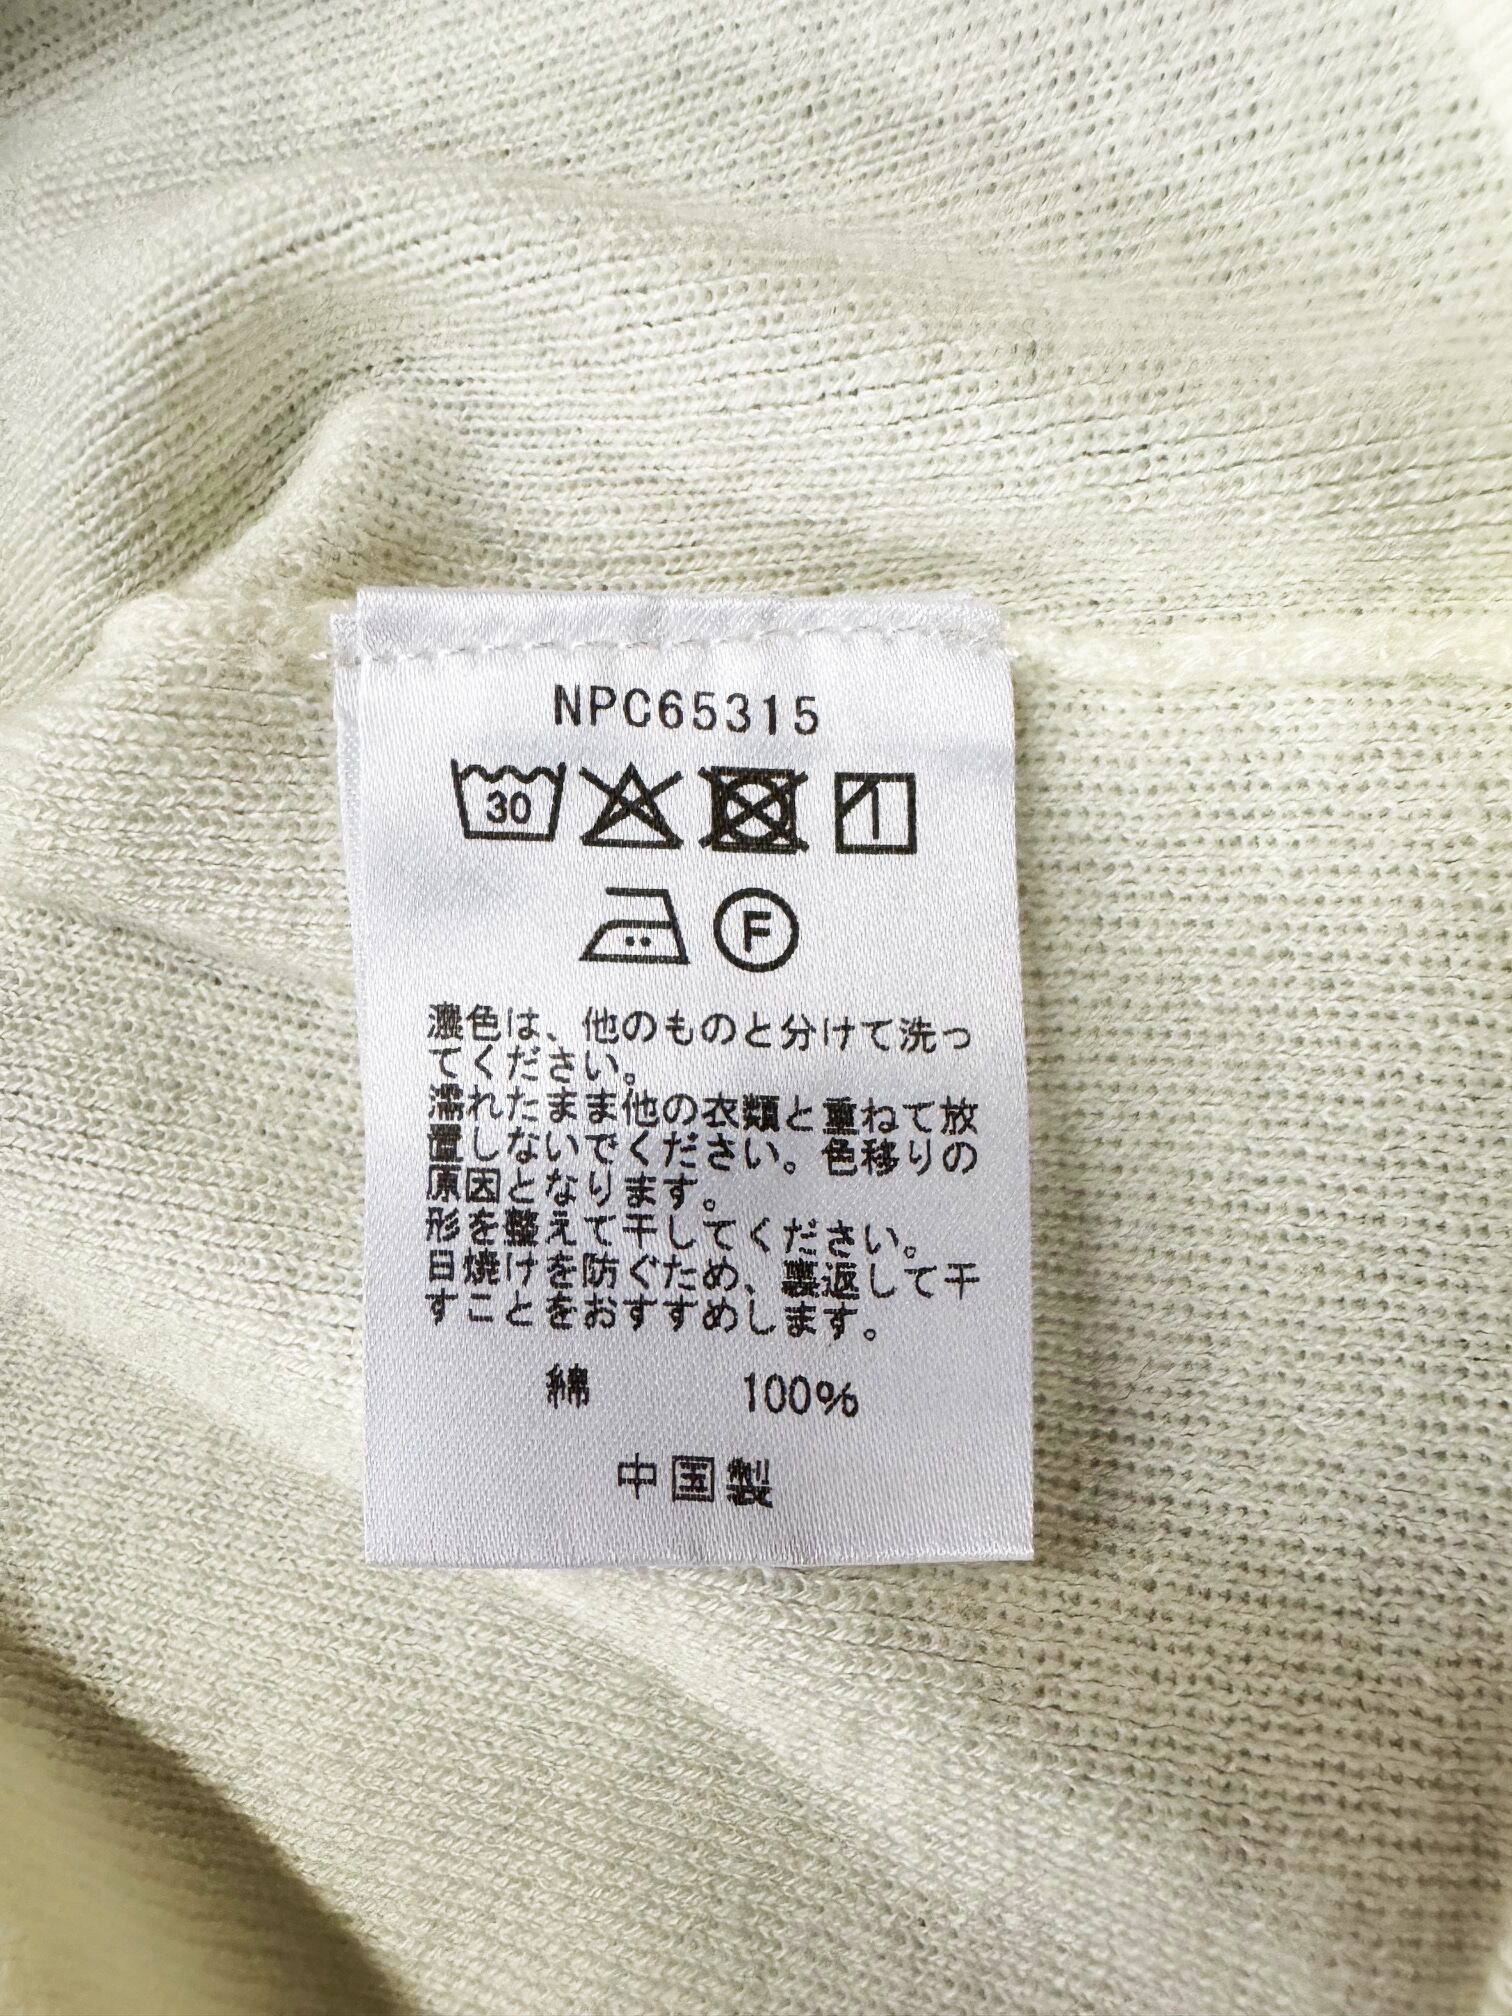 NPC65315
30
F
濃色は、他のものと分けて洗っ
てください。
濡れたまま他の衣類と重ねて放
置しないでください。色移りの
原因となります。
形を整えて干してください。
日焼けを防ぐため、裏返して干
すことをおすすめします。
綿 100%
中国製